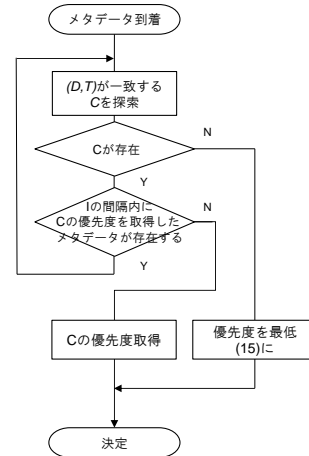 メタデータ到着
(D,T)が一致する
Cを探索
N
Cが存在
Y
Iの間隔内に
N
Cの優先度を取得した
メタデータが存在する
Y
Cの優先度取得
優先度を最低
(15)に
決定